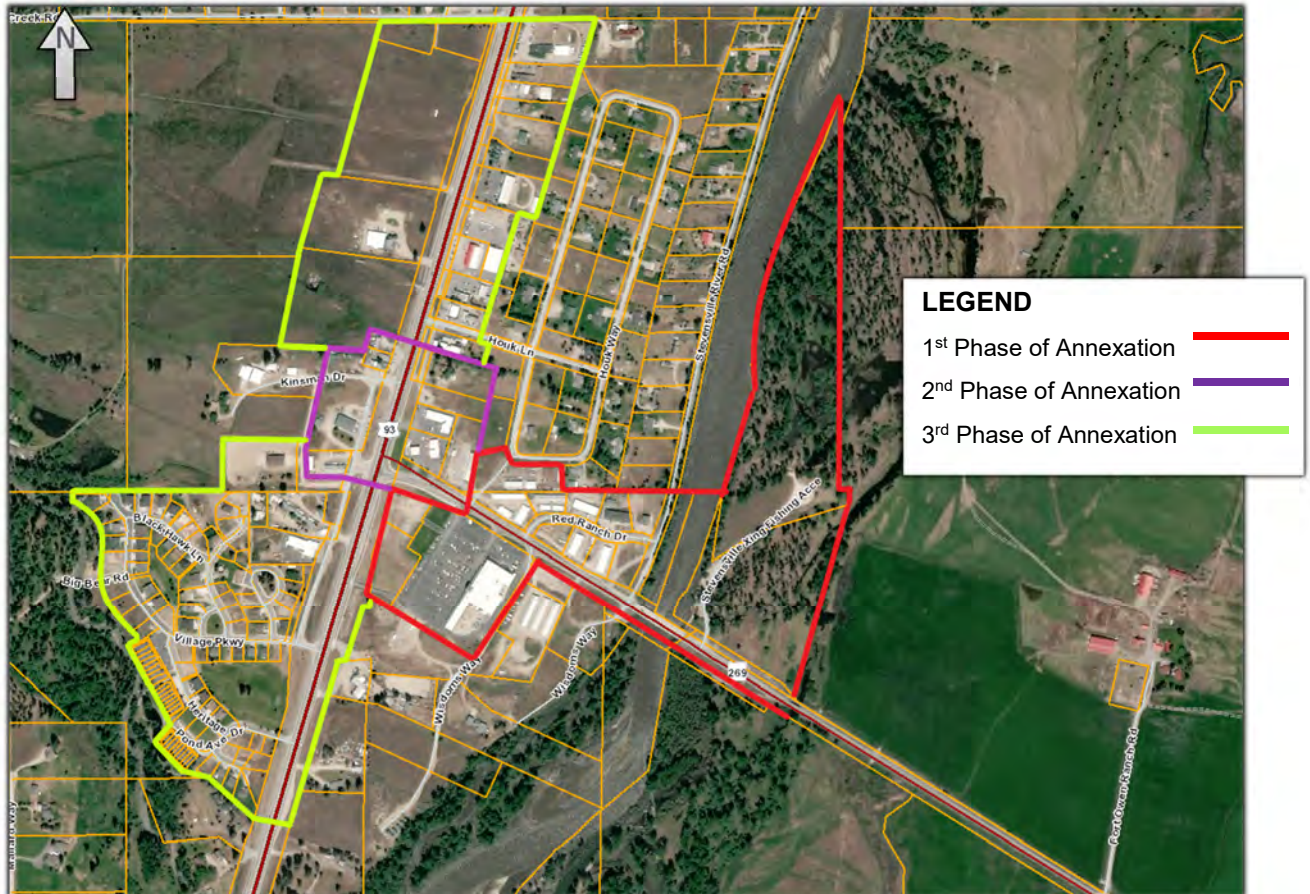 Creek Rd
N
Houk Ln
Houk Way
Stevensville River Rd
Kinsman Dr
93
LEGEND
1st Phase of Annexation
2nd Phase of Annexation
3rd Phase of Annexation
Black Hawk Ln
Big Bear Rd
Village Pkwy
Heritage
Pond Ave Dr
Red Ranch Dr
Stevensville Xing Fishing Acce
Wisdoms Way
Wisdoms Way
269
Fort Owen Ranch Rd